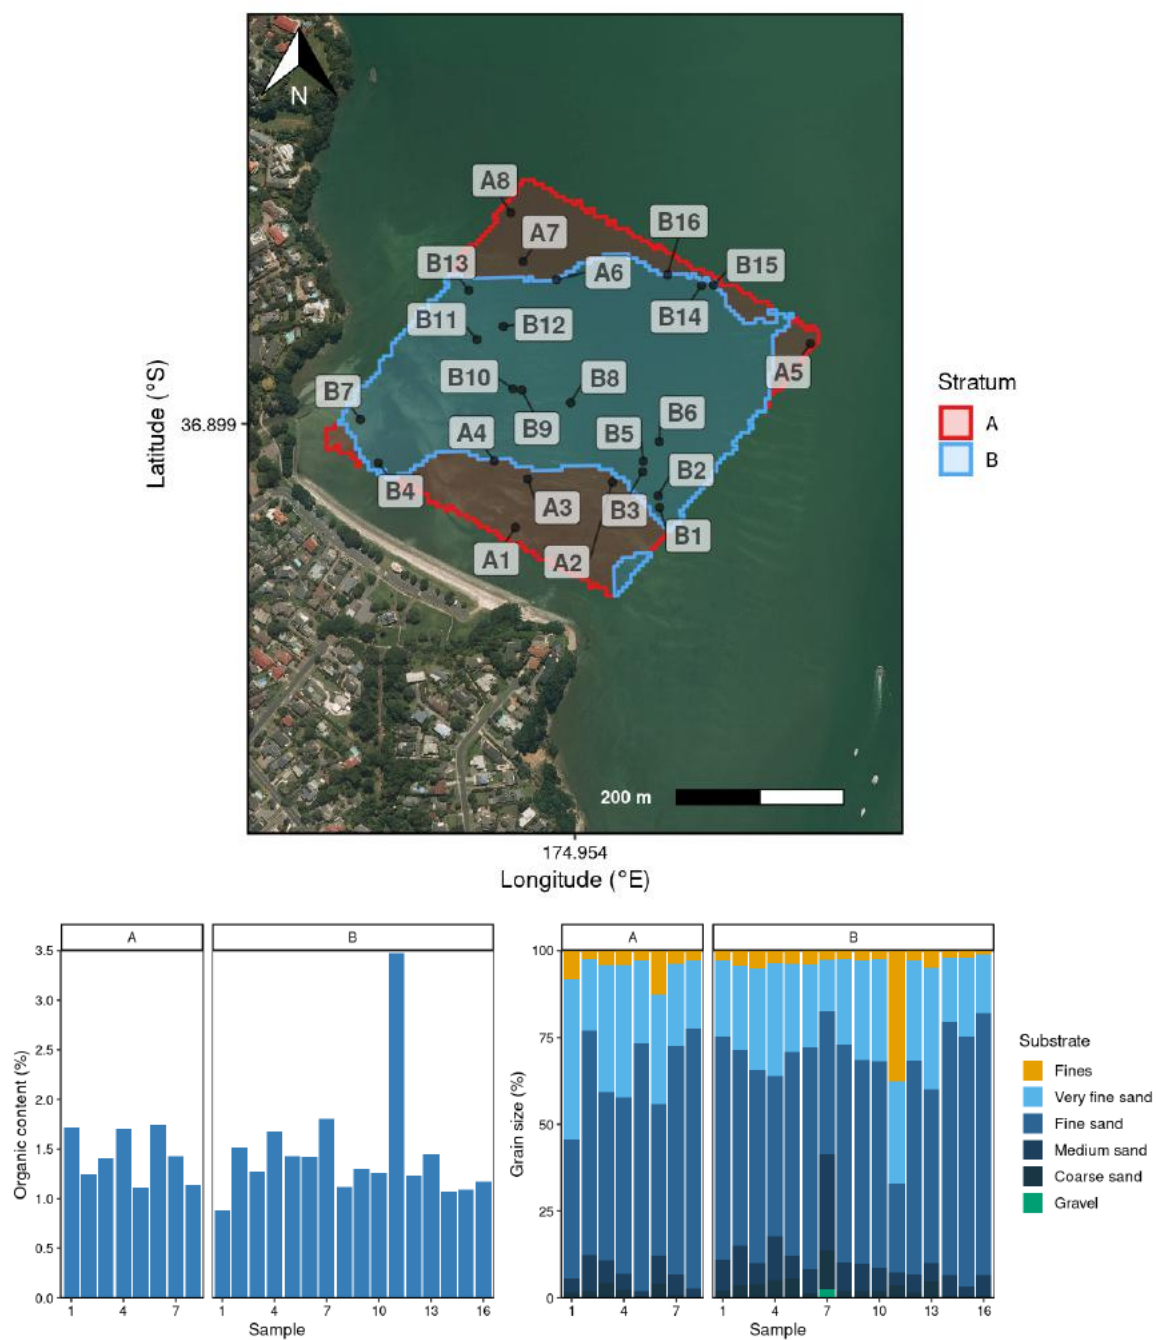 N
A8
A7
B16
B13
A6
B15
B11
B12
B14
A5
B10
B8
B7
B6
A4
B9
B5
B2
B4
A3
B3
B1
A1
A2
200 m
Latitude (°S)
36.899
174.954
Longitude (°E)
Stratum
A
B
A
B
Organic content (%)
3.5
3.0
2.5
2.0
1.5
1.0
0.5
0.0
1 4 7 1 4 7 10 13 16
Sample
A
B
Grain size (%)
100
75
50
25
0
1 4 7 1 4 7 10 13 16
Sample
Substrate
Fines
Very fine sand
Fine sand
Medium sand
Coarse sand
Gravel